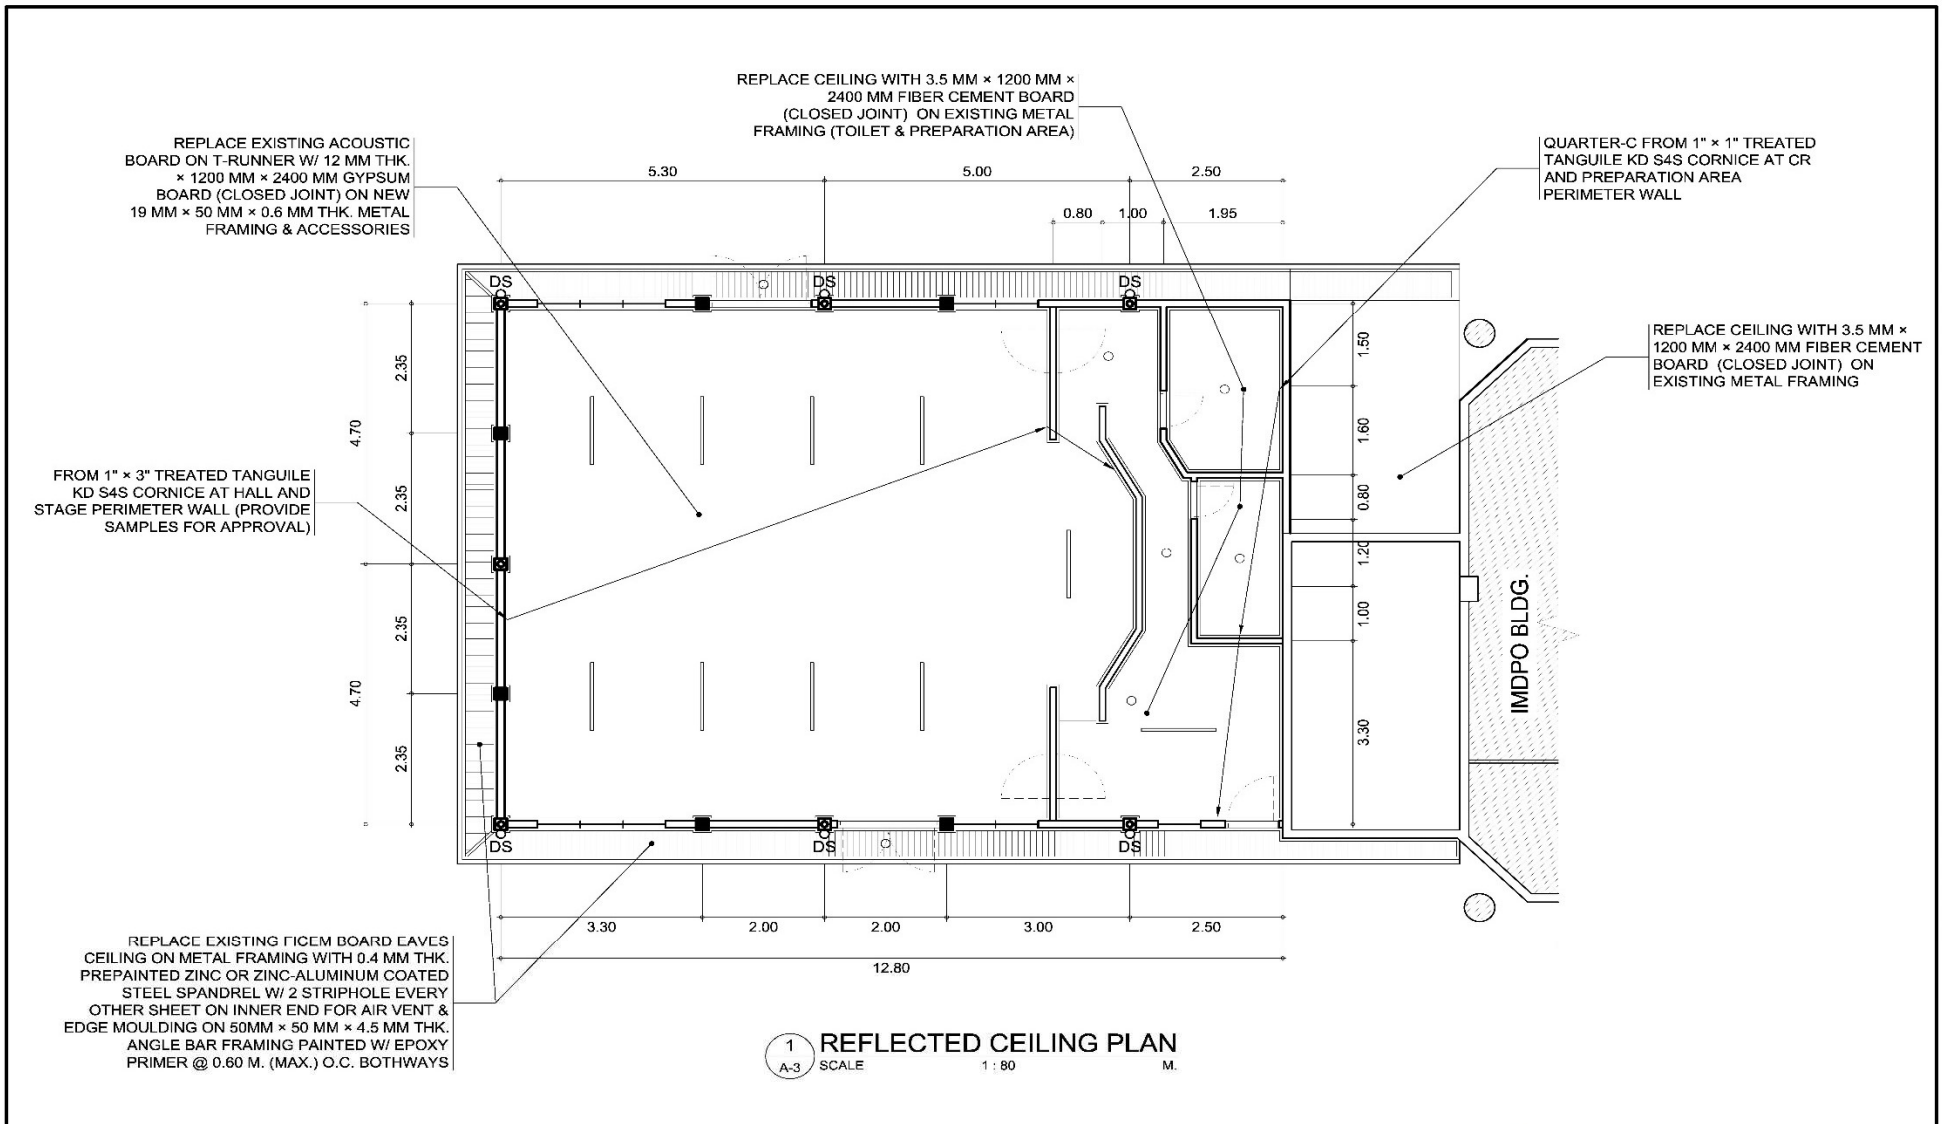 REPLACE CEILING WITH 3.5 MM × 1200 MM ×
2400 MM FIBER CEMENT BOARD
(CLOSED JOINT) ON EXISTING METAL
FRAMING (TOILET & PREPARATION AREA)
REPLACE EXISTING ACOUSTIC
BOARD ON T-RUNNER W/ 12 MM THK.
× 1200 MM × 2400 MM GYPSUM
BOARD (CLOSED JOINT) ON NEW
19 MM × 50 MM × 0.6 MM THK. METAL
FRAMING & ACCESSORIES
QUARTER-C FROM 1" × 1" TREATED
TANGUILE KD S4S CORNICE AT CR
AND PREPARATION AREA
PERIMETER WALL
5.30
5.00
2.50
0.80
1.00
1.95
DS
DS
DS
REPLACE CEILING WITH 3.5 MM ×
1200 MM × 2400 MM FIBER CEMENT
BOARD (CLOSED JOINT) ON
EXISTING METAL FRAMING
4.70
4.70
2.35
2.35
2.35
2.35
1.50
1.60
0.80
1.20
1.00
3.30
IMDPO BLDG.
FROM 1" × 3" TREATED TANGUILE
KD S4S CORNICE AT HALL AND
STAGE PERIMETER WALL (PROVIDE
SAMPLES FOR APPROVAL)
DS
DS
DS
3.30
2.00
2.00
3.00
2.50
12.80
REPLACE EXISTING FICEM BOARD EAVES
CEILING ON METAL FRAMING WITH 0.4 MM THK.
PREPAINTED ZINC OR ZINC-ALUMINUM COATED
STEEL SPANDREL W/ 2 STRIPHOLE EVERY
OTHER SHEET ON INNER END FOR AIR VENT &
EDGE MOULDING ON 50MM × 50 MM × 4.5 MM THK.
ANGLE BAR FRAMING PAINTED W/ EPOXY
PRIMER @ 0.60 M. (MAX.) O.C. BOTHWAYS
1
A-3
REFLECTED CEILING PLAN
SCALE 1 : 80 M.